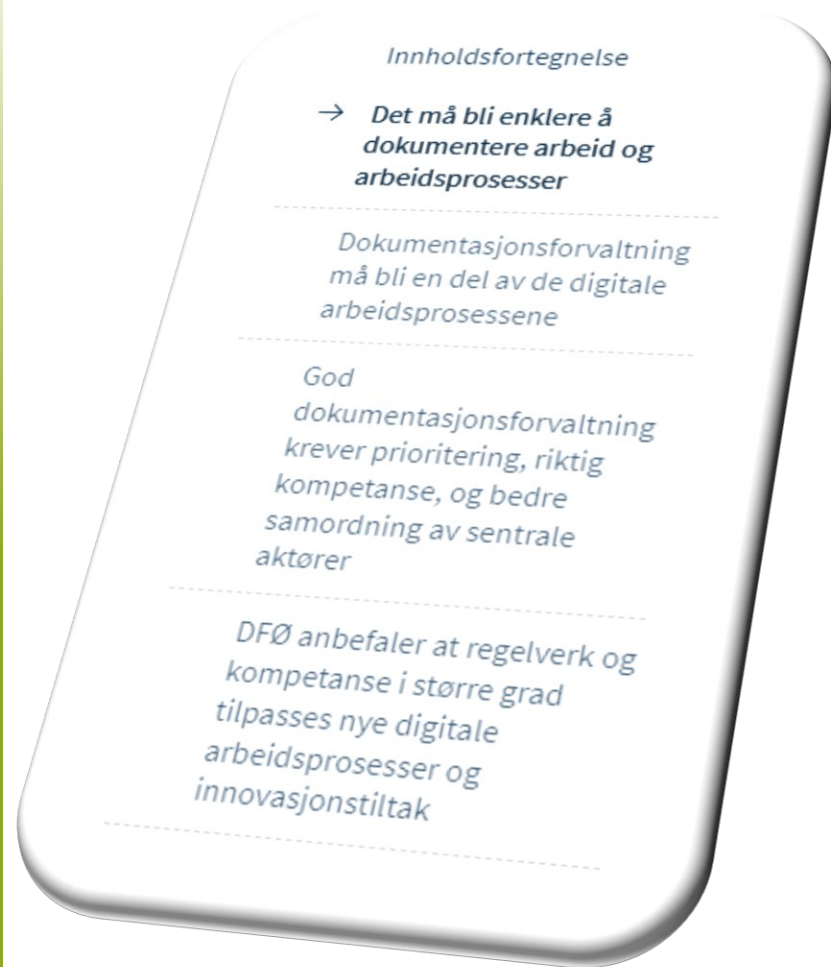 Innholdsfortegnelse
→ Det må bli enklere å
dokumentere arbeid og
arbeidsprosesser
Dokumentasjonsforvaltning
må bli en del av de digitale
arbeidsprosessene
God
dokumentasjonsforvaltning
krever prioritering, riktig
kompetanse, og bedre
samordning av sentrale
aktører
DFØ anbefaler at regelverk og
kompetanse i større grad
tilpasses nye digitale
arbeidsprosesser og
innovasjonstiltak